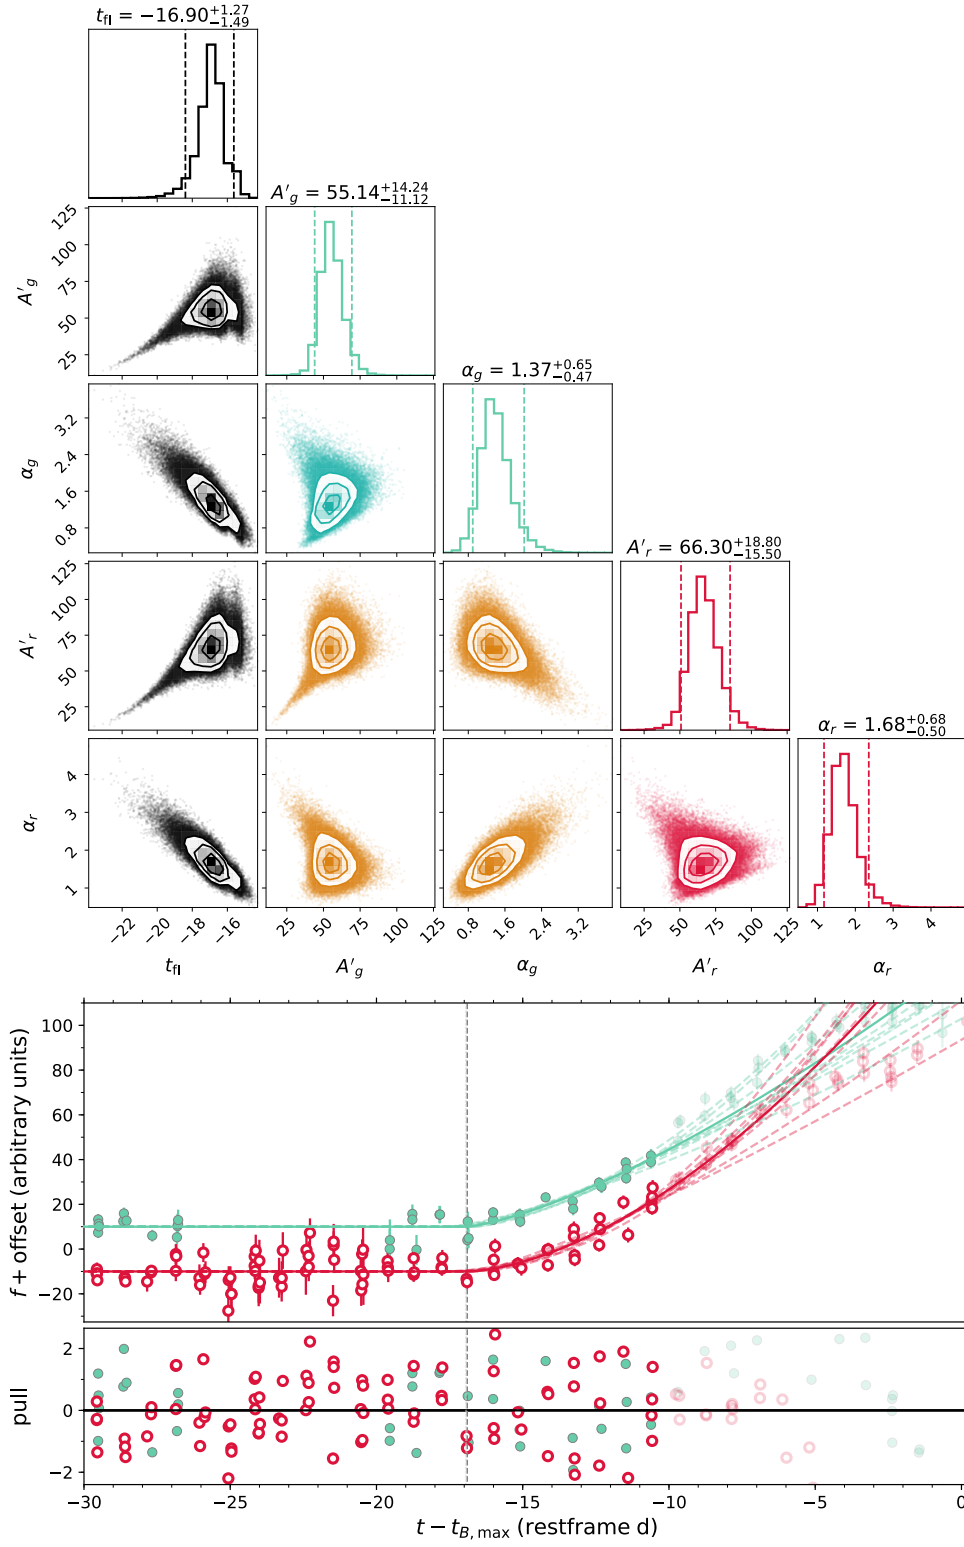 t_fl = −16.90^{+1.27}_{−1.49}
A′_g = 55.14^{+14.24}_{−11.12}
125
100
75
50
25
A′_g
α_g = 1.37^{+0.65}_{−0.47}
3.2
2.4
1.6
0.8
α_g
A′_r = 66.30^{+18.80}_{−15.50}
125
100
75
50
25
A′_r
α_r = 1.68^{+0.68}_{−0.50}
4
3
2
1
α_r
−22 −20 −18 −16 25 50 75 100 125 0.8 1.6 2.4 3.2 25 50 75 100 125 1 2 3 4
t_fl A′_g α_g A′_r α_r
100
80
60
40
20
0
−20
f + offset (arbitrary units)
2
0
−2
pull
−30 −25 −20 −15 −10 −5 0
t − t_{B, max} (restframe d)